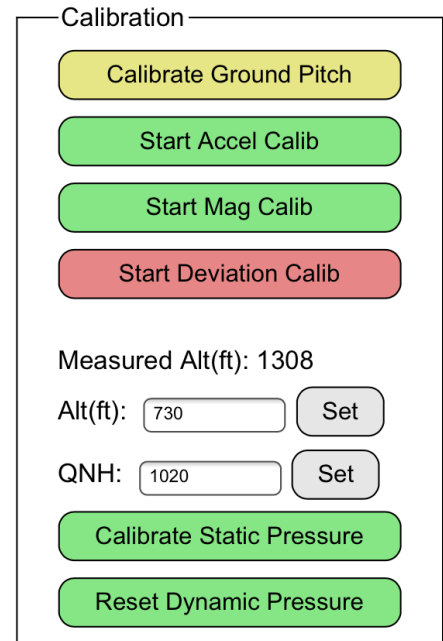 Calibration
Calibrate Ground Pitch
Start Accel Calib
Start Mag Calib
Start Deviation Calib
Measured Alt(ft): 1308
Alt(ft): 730 Set
QNH: 1020 Set
Calibrate Static Pressure
Reset Dynamic Pressure